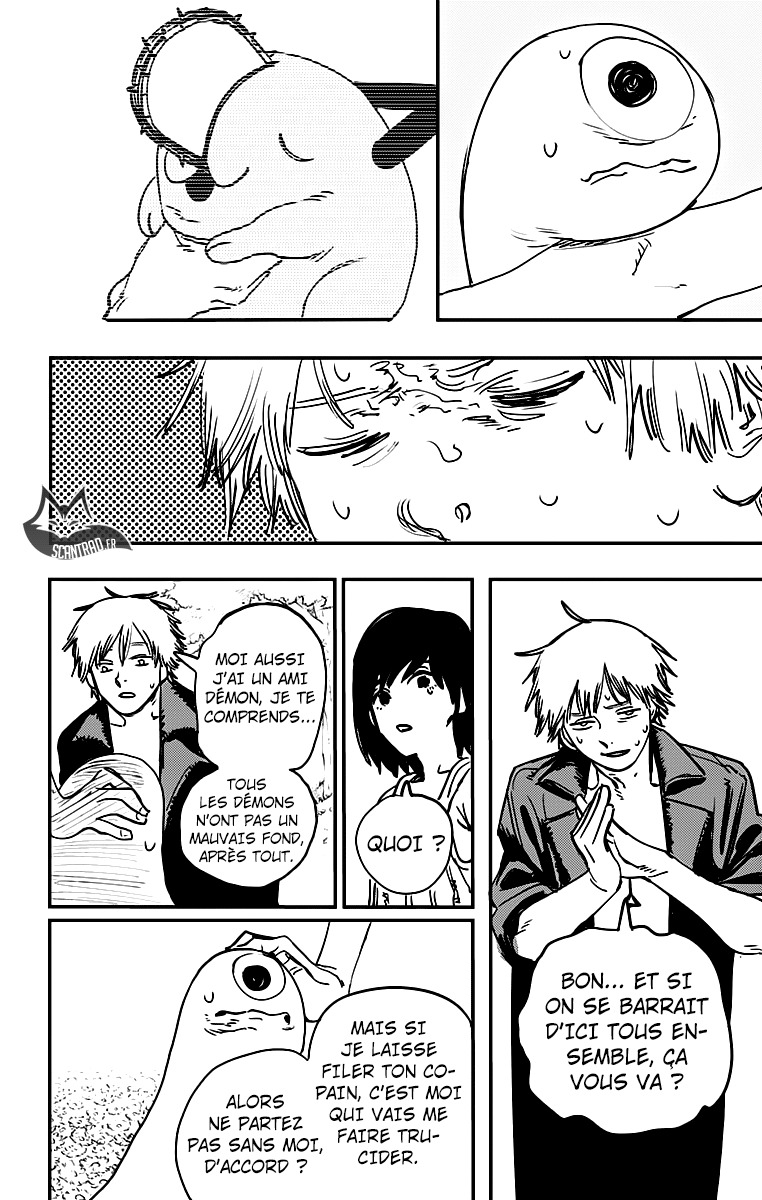 BON... ET SI
ON SE BARRAIT
D'ICI TOUS EN-
SEMBLE, ÇA
VOUS VA ?
QUOI ?
MOI AUSSI
J'AI UN AMI
DÉMON, JE TE
COMPRENDS...
TOUS
LES DÉMONS
N'ONT PAS UN
MAUVAIS FOND,
APRÈS TOUT.
MAIS SI
JE LAISSE
FILER TON CO-
PAIN, C'EST MOI
QUI VAIS ME
FAIRE TRU-
CIDER.
ALORS
NE PARTEZ
PAS SANS MOI,
D'ACCORD ?
SCANTRAD.FR